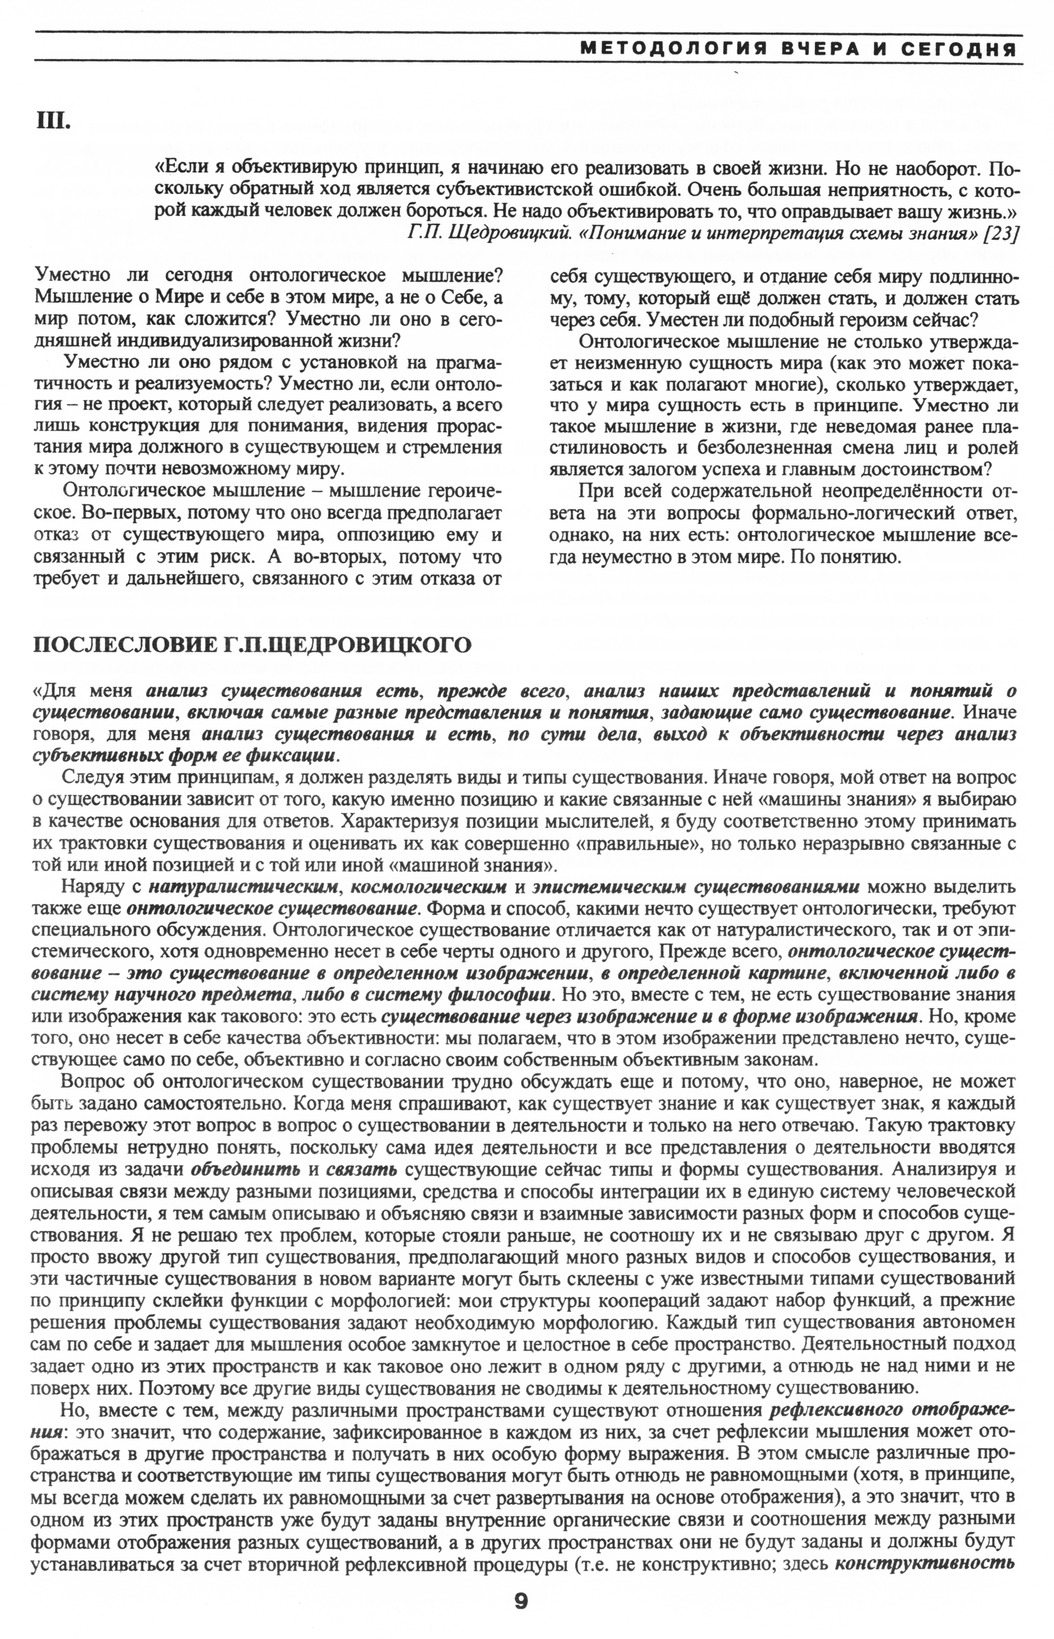 МЕТОДОЛОГИЯ ВЧЕРА И СЕГОДНЯ
III.
«Если я объективирую принцип, я начинаю его реализовать в своей жизни. Но не наоборот. По-
скольку обратный ход является субъективистской ошибкой. Очень большая неприятность, с кото-
рой каждый человек должен бороться. Не надо объективировать то, что оправдывает вашу жизнь.»
Г.П. Щедровицкий. «Понимание и интерпретация схемы знания» [23]
Уместно ли сегодня онтологическое мышление?
Мышление о Мире и себе в этом мире, а не о Себе, а
мир потом, как сложится? Уместно ли оно в сего-
дняшней индивидуализированной жизни?
Уместно ли оно рядом с установкой на прагма-
тичность и реализуемость? Уместно ли, если онтоло-
гия – не проект, который следует реализовать, а всего
лишь конструкция для понимания, видения прорас-
тания мира должного в существующем и стремления
к этому почти невозможному миру.
Онтологическое мышление – мышление героиче-
ское. Во-первых, потому что оно всегда предполагает
отказ от существующего мира, оппозицию ему и
связанный с этим риск. А во-вторых, потому что
требует и дальнейшего, связанного с этим отказа от
себя существующего, и отдание себя миру подлинно-
му, тому, который ещё должен стать, и должен стать
через себя. Уместен ли подобный героизм сейчас?
Онтологическое мышление не столько утвержда-
ет неизменную сущность мира (как это может пока-
заться и как полагают многие), сколько утверждает,
что у мира сущность есть в принципе. Уместно ли
такое мышление в жизни, где неведомая ранее пла-
стилиновость и безболезненная смена лиц и ролей
является залогом успеха и главным достоинством?
При всей содержательной неопределённости от-
вета на эти вопросы формально-логический ответ,
однако, на них есть: онтологическое мышление все-
гда неуместно в этом мире. По понятию.
ПОСЛЕСЛОВИЕ Г.П.ЩЕДРОВИЦКОГО
«Для меня анализ существования есть, прежде всего, анализ наших представлений и понятий о
существовании, включая самые разные представления и понятия, задающие само существование. Иначе
говоря, для меня анализ существования и есть, по сути дела, выход к объективности через анализ
субъективных форм ее фиксации.
Следуя этим принципам, я должен разделять виды и типы существования. Иначе говоря, мой ответ на вопрос
о существовании зависит от того, какую именно позицию и какие связанные с ней «машины знания» я выбираю
в качестве основания для ответов. Характеризуя позиции мыслителей, я буду соответственно этому принимать
их трактовки существования и оценивать их как совершенно «правильные», но только неразрывно связанные с
той или иной позицией и с той или иной «машиной знания».
Наряду с натуралистическим, космологическим и эпистемическим существованиями можно выделить
также еще онтологическое существование. Форма и способ, какими нечто существует онтологически, требуют
специального обсуждения. Онтологическое существование отличается как от натуралистического, так и от эпи-
стемического, хотя одновременно несет в себе черты одного и другого, Прежде всего, онтологическое сущест-
вование – это существование в определенном изображении, в определенной картине, включенной либо в
систему научного предмета, либо в систему философии. Но это, вместе с тем, не есть существование знания
или изображения как такового: это есть существование через изображение и в форме изображения. Но, кроме
того, оно несет в себе качества объективности: мы полагаем, что в этом изображении представлено нечто, суще-
ствующее само по себе, объективно и согласно своим собственным объективным законам.
Вопрос об онтологическом существовании трудно обсуждать еще и потому, что оно, наверное, не может
быть задано самостоятельно. Когда меня спрашивают, как существует знание и как существует знак, я каждый
раз перевожу этот вопрос в вопрос о существовании в деятельности и только на него отвечаю. Такую трактовку
проблемы нетрудно понять, поскольку сама идея деятельности и все представления о деятельности вводятся
исходя из задачи объединить и связать существующие сейчас типы и формы существования. Анализируя и
описывая связи между разными позициями, средства и способы интеграции их в единую систему человеческой
деятельности, я тем самым описываю и объясняю связи и взаимные зависимости разных форм и способов суще-
ствования. Я не решаю тех проблем, которые стояли раньше, не соотношу их и не связываю друг с другом. Я
просто ввожу другой тип существования, предполагающий много разных видов и способов существования, и
эти частичные существования в новом варианте могут быть склеены с уже известными типами существований
по принципу склейки функции с морфологией: мои структуры коопераций задают набор функций, а прежние
решения проблемы существования задают необходимую морфологию. Каждый тип существования автономен
сам по себе и задает для мышления особое замкнутое и целостное в себе пространство. Деятельностный подход
задает одно из этих пространств и как таковое оно лежит в одном ряду с другими, а отнюдь не над ними и не
поверх них. Поэтому все другие виды существования не сводимы к деятельностному существованию.
Но, вместе с тем, между различными пространствами существуют отношения рефлексивного отображе-
ния: это значит, что содержание, зафиксированное в каждом из них, за счет рефлексии мышления может ото-
бражаться в другие пространства и получать в них особую форму выражения. В этом смысле различные про-
странства и соответствующие им типы существования могут быть отнюдь не равномощными (хотя, в принципе,
мы всегда можем сделать их равномощными за счет развертывания на основе отображения), а это значит, что в
одном из этих пространств уже будут заданы внутренние органические связи и соотношения между разными
формами отображения разных существований, а в других пространствах они не будут заданы и должны будут
устанавливаться за счет вторичной рефлексивной процедуры (т.е. не конструктивно; здесь конструктивность
9